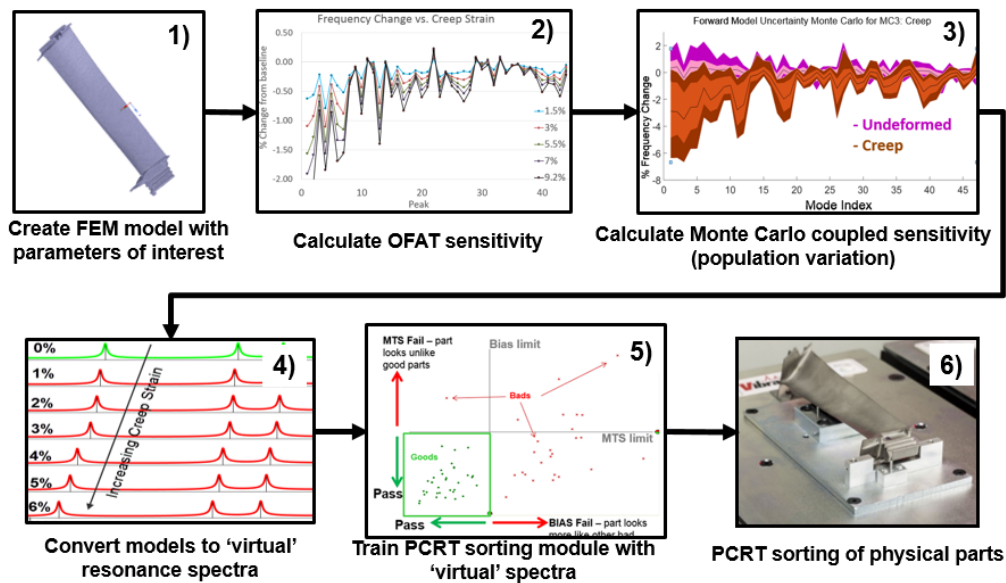 1)
Create FEM model with
parameters of interest
Frequency Change vs. Creep Strain
2)
% Change from baseline
0.50
0.00
-0.50
-1.00
-1.50
-2.00
0
10
20
30
40
Peak
1.5%
3%
5.5%
7%
9.2%
Calculate OFAT sensitivity
Forward Model Uncertainty Monte Carlo for MC3: Creep
3)
% Frequency Change
2
0
-2
-4
-6
-8
- Undeformed
- Creep
5
10
15
20
25
30
35
40
45
Mode Index
Calculate Monte Carlo coupled sensitivity
(population variation)
4)
0%
1%
2%
3%
4%
5%
6%
Increasing Creep Strain
Convert models to ‘virtual’
resonance spectra
5)
MTS Fail – part
looks unlike
good parts
Bias limit
Bads
MTS limit
Goods
Pass
Pass
BIAS Fail – part looks
more like other bad
Train PCRT sorting module with
‘virtual’ spectra
6)
Vibra
PCRT sorting of physical parts